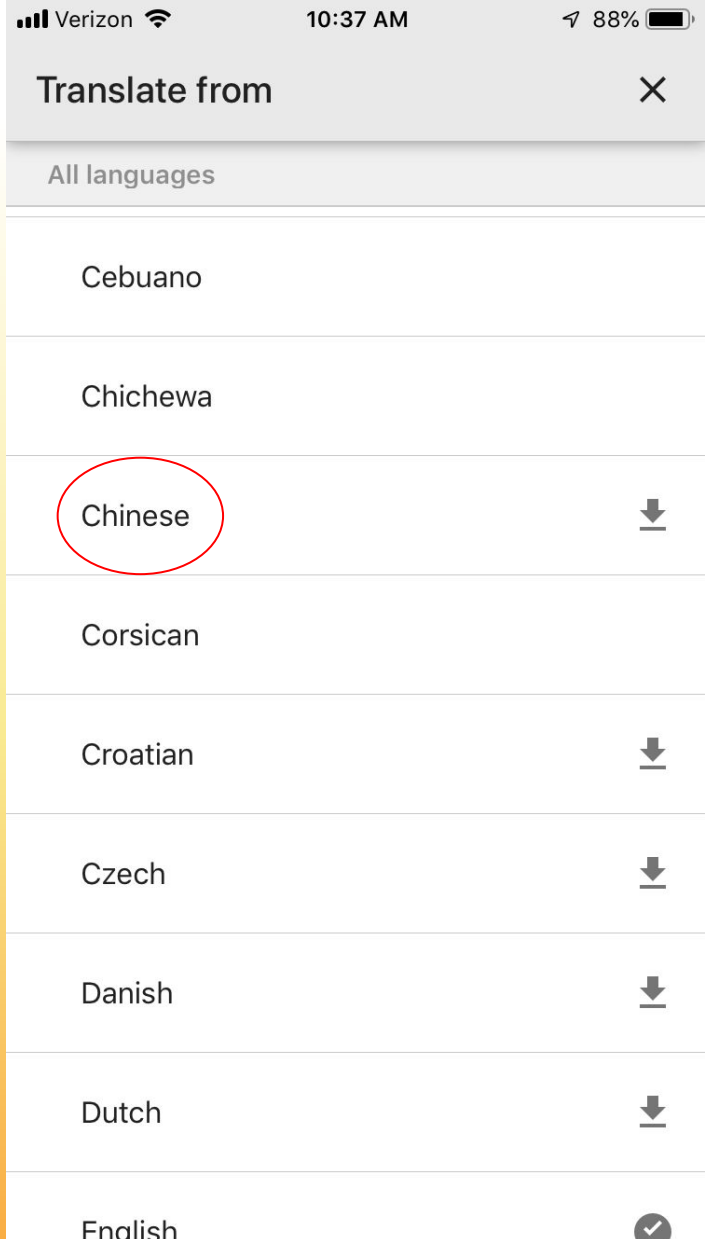 Verizon 10:37 AM 88%
Translate from
All languages
Cebuano
Chichewa
Chinese
Corsican
Croatian
Czech
Danish
Dutch
English